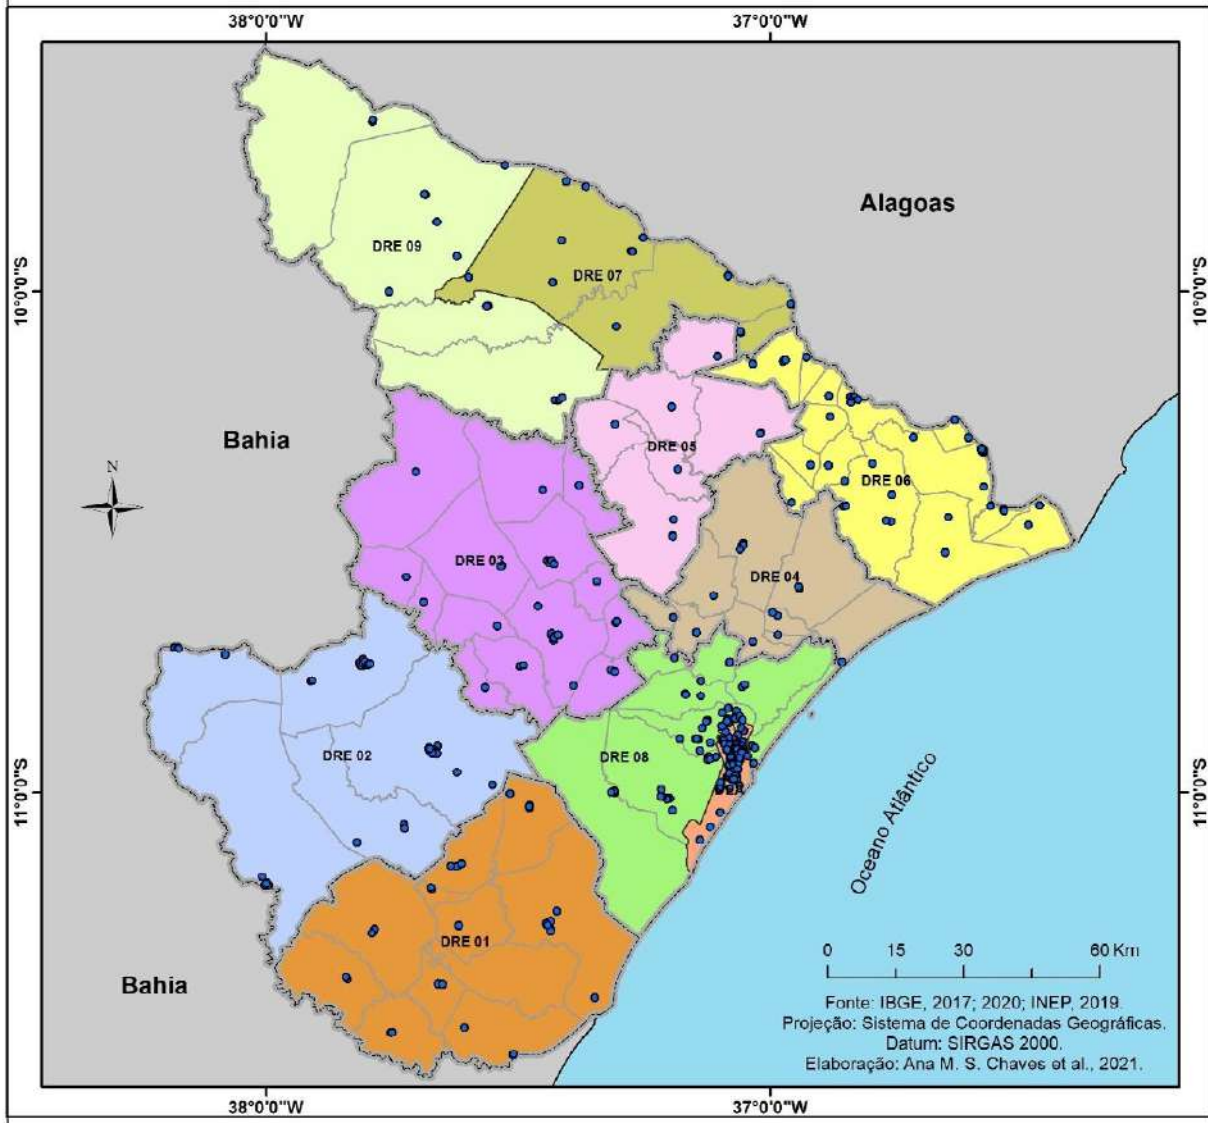 38°0'0"W
37°0'0"W
Alagoas
DRE 09
DRE 07
10°0'0"S
10°0'0"S
Bahia
DRE 05
N
DRE 06
DRE 03
DRE 04
DRE 02
DRE 08
11°0'0"S
11°0'0"S
Oceano Atlântico
DRE 01
0 15 30 60 Km
Bahia
Fonte: IBGE, 2017; 2020; INEP, 2019.
Projeção: Sistema de Coordenadas Geográficas.
Datum: SIRGAS 2000.
Elaboração: Ana M. S. Chaves et al., 2021.
38°0'0"W
37°0'0"W